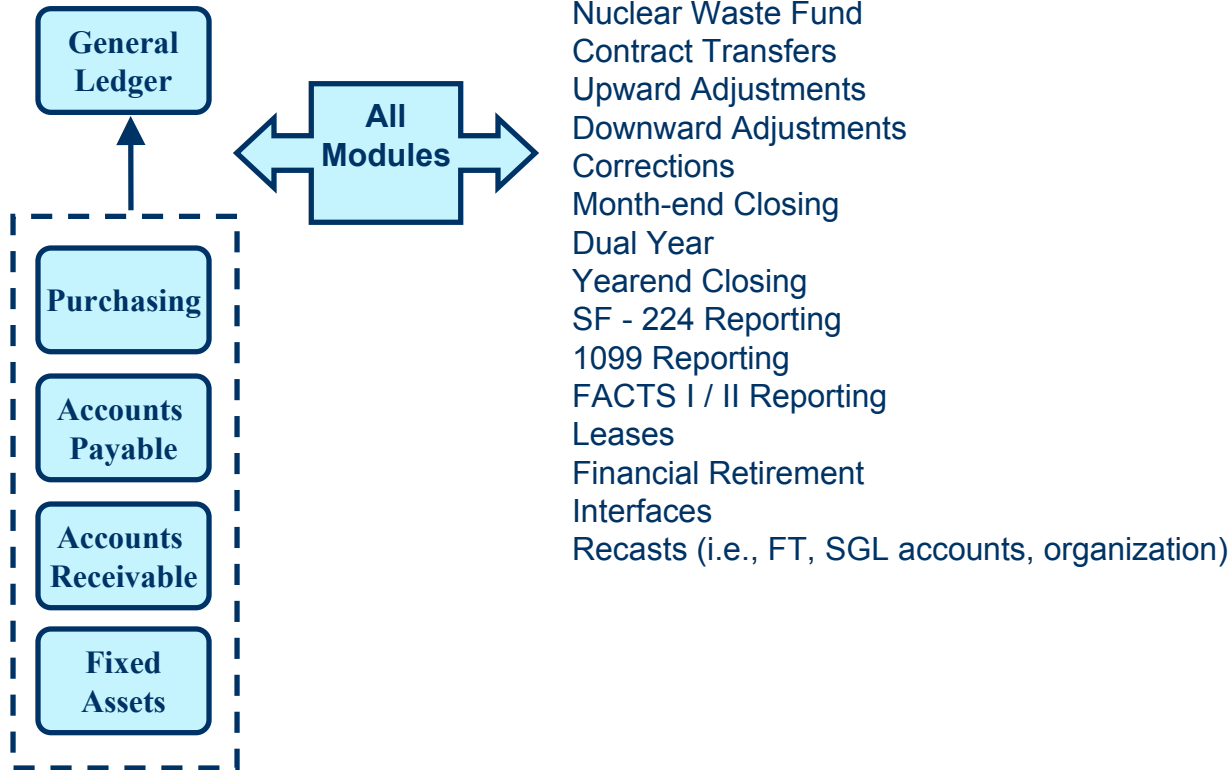 General
Ledger
All
Modules
Purchasing
Accounts
Payable
Accounts
Receivable
Fixed
Assets
Nuclear Waste Fund
Contract Transfers
Upward Adjustments
Downward Adjustments
Corrections
Month-end Closing
Dual Year
Yearend Closing
SF - 224 Reporting
1099 Reporting
FACTS I / II Reporting
Leases
Financial Retirement
Interfaces
Recasts (i.e., FT, SGL accounts, organization)